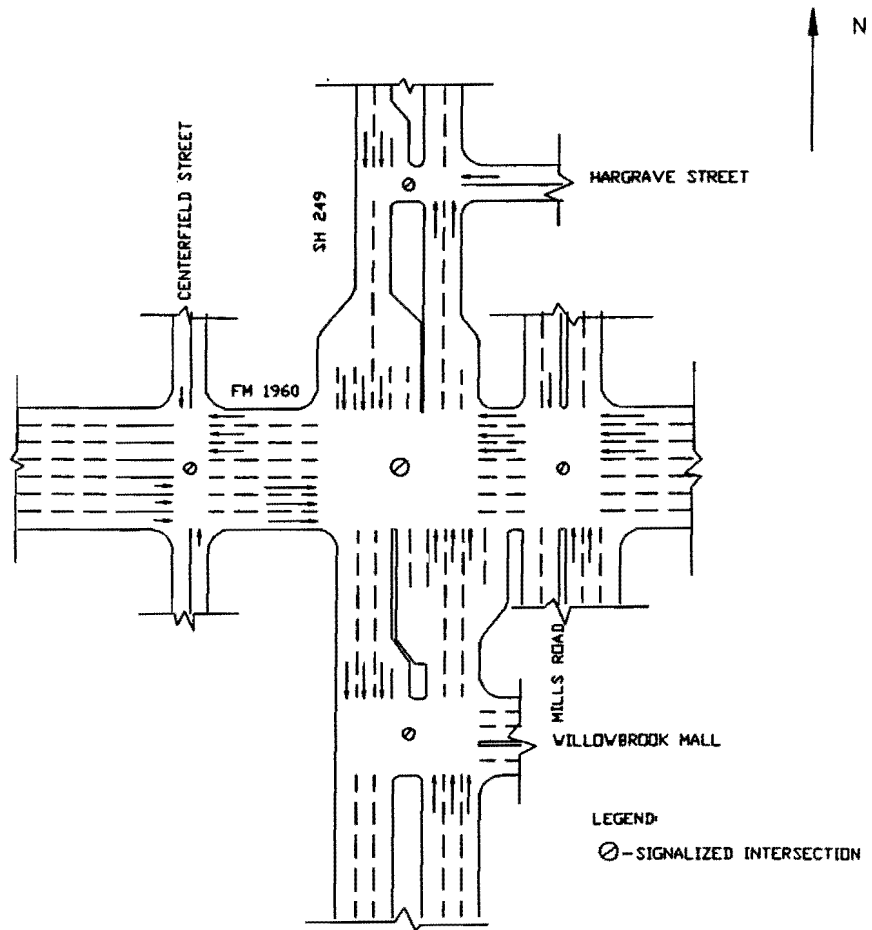 N
CENTERFIELD STREET
SH 249
HARGRAVE STREET
FM 1960
MILLS ROAD
WILLOWBROOK MALL
LEGEND:
-SIGNALIZED INTERSECTION